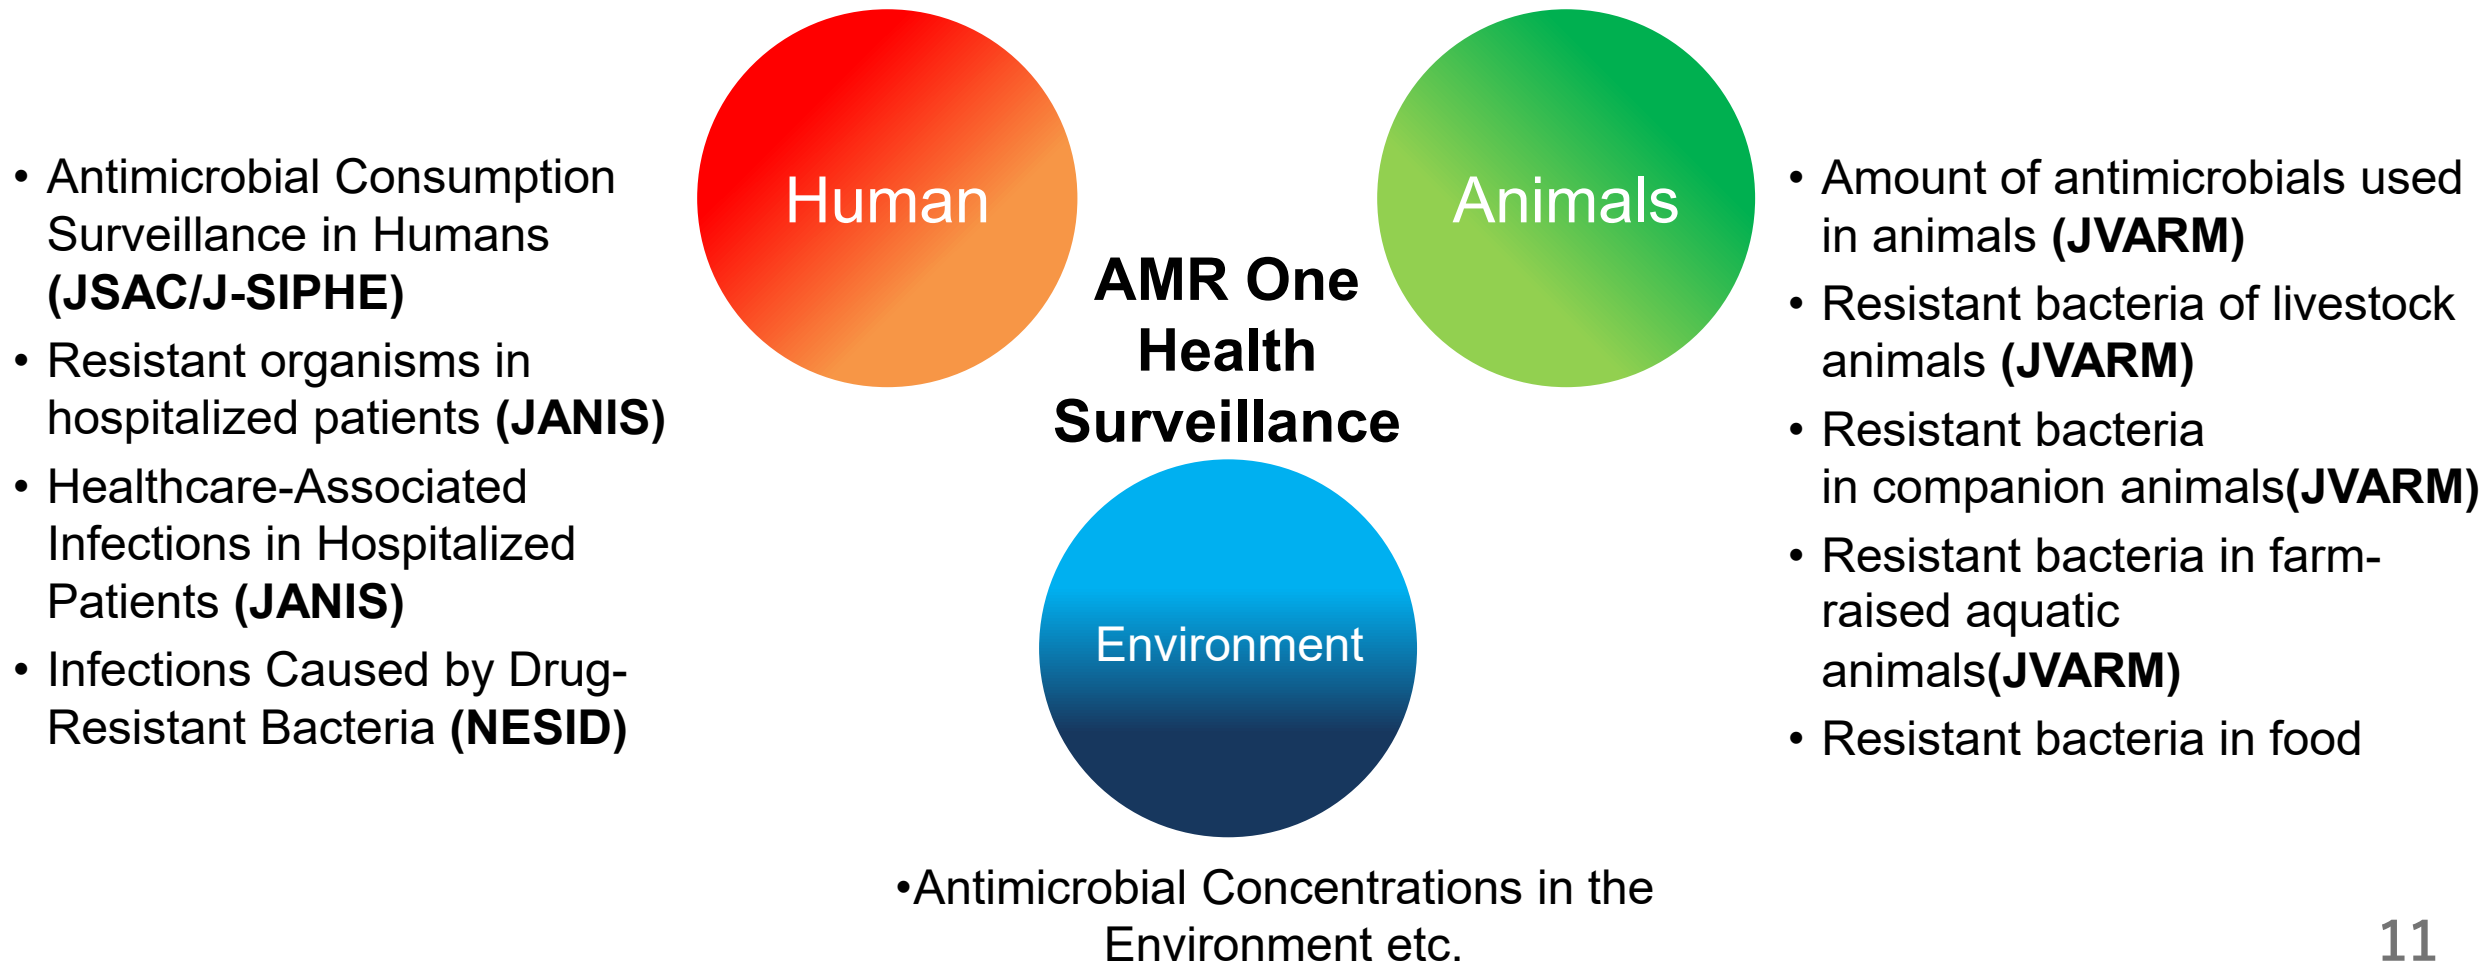 • Antimicrobial Consumption
Surveillance in Humans
(JSAC/J-SIPHE)
• Resistant organisms in
hospitalized patients (JANIS)
• Healthcare-Associated
Infections in Hospitalized
Patients (JANIS)
• Infections Caused by Drug-
Resistant Bacteria (NESID)
Human
Animals
AMR One
Health
Surveillance
Environment
• Amount of antimicrobials used
in animals (JVARM)
• Resistant bacteria of livestock
animals (JVARM)
• Resistant bacteria
in companion animals(JVARM)
• Resistant bacteria in farm-
raised aquatic
animals(JVARM)
• Resistant bacteria in food
•Antimicrobial Concentrations in the
Environment etc.
11